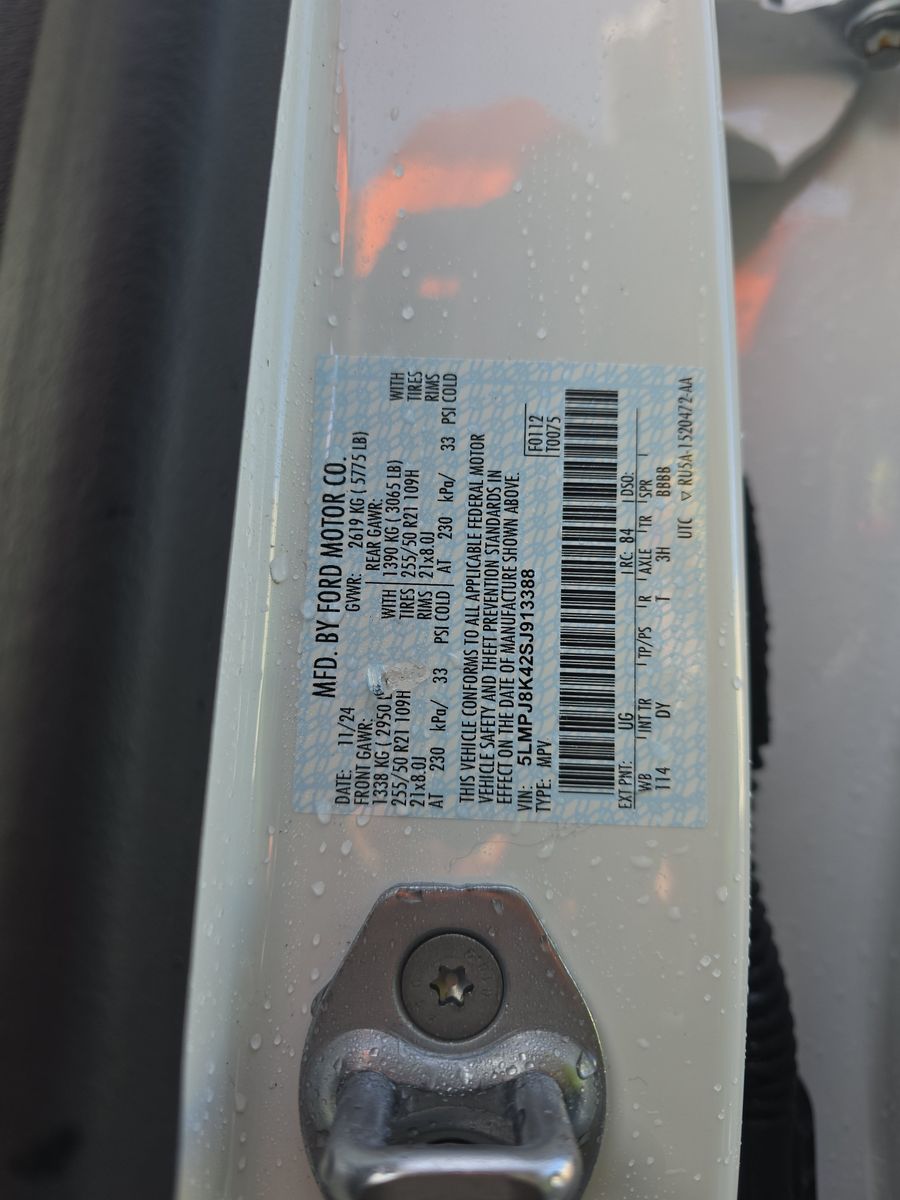 MFD. BY FORD MOTOR CO.
DATE: 11/24 GVWR: 2619 KG ( 5775 LB)
FRONT GAWR: REAR GAWR:
1338 KG ( 2950 WITH 1390 KG ( 3065 LB) WITH
255/50 R21 109H TIRES 255/50 R21 109H TIRES
21x8.0J RIMS 21x8.0J RIMS
AT 230 kPa/ 33 PSI COLD AT 230 kPa/ 33 PSI COLD
THIS VEHICLE CONFORMS TO ALL APPLICABLE FEDERAL MOTOR
VEHICLE SAFETY AND THEFT PREVENTION STANDARDS IN
EFFECT ON THE DATE OF MANUFACTURE SHOWN ABOVE.
VIN: 5LMPJ8K42SJ913388 F0112
TYPE: MPV T0075
EXT PNT: UG RC: 84 DSO:
WB INT TR TP/PS R AXLE TR SPR
114 DY T 3H BBBB
UTC ▽ RU5A-1520472-AA